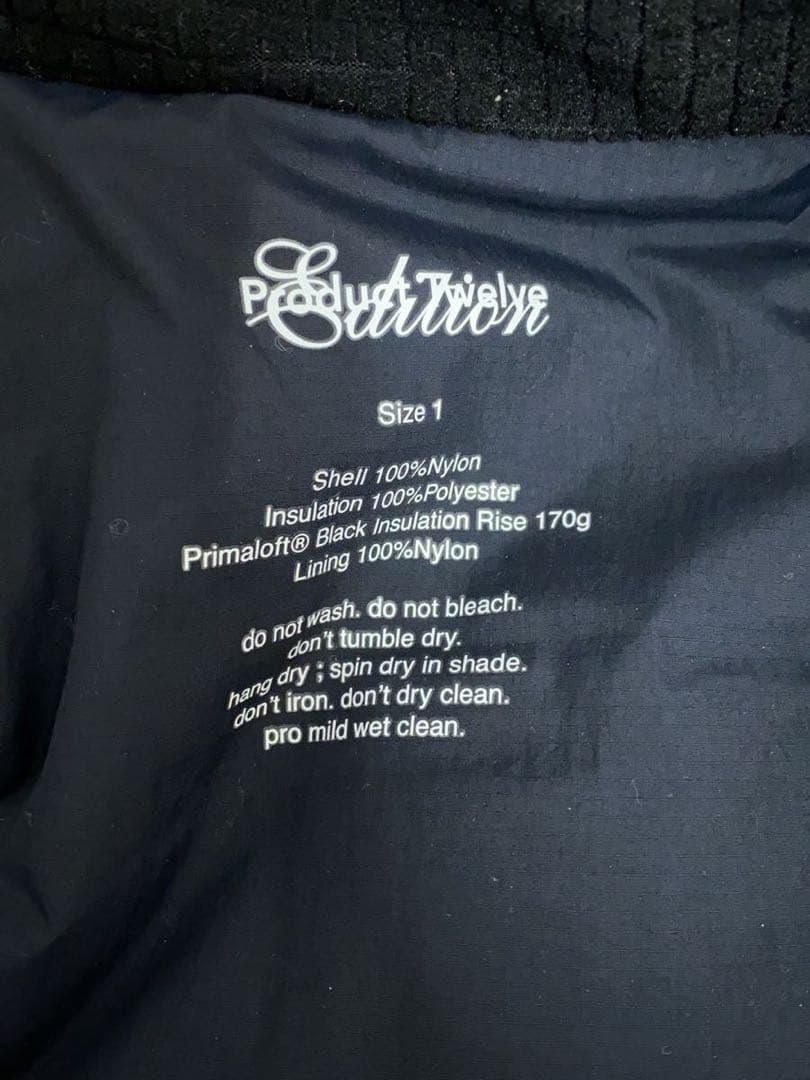 Product Twelve
Edition
Size 1
Shell 100%Nylon
Insulation 100%Polyester
Primaloft® Black Insulation Rise 170g
Lining 100%Nylon
do not wash. do not bleach.
don't tumble dry.
hang dry ; spin dry in shade.
don't iron. don't dry clean.
pro mild wet clean.